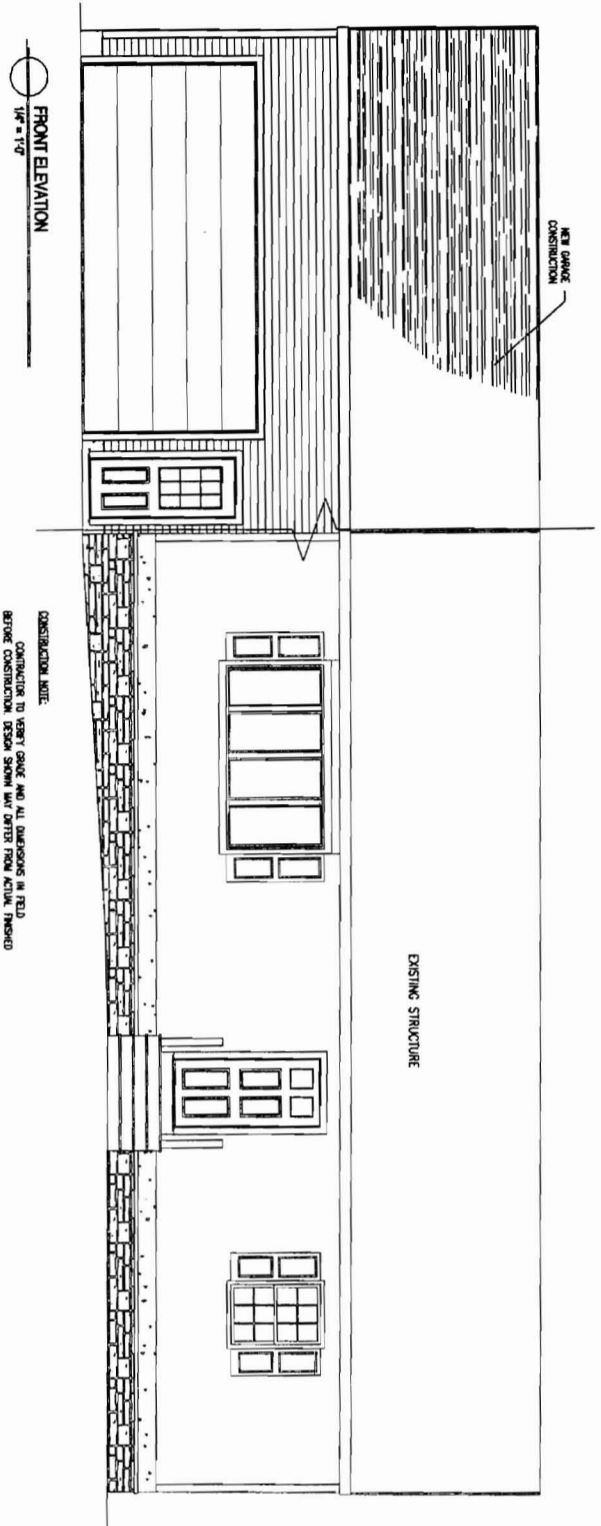 NEW GARAGE
CONSTRUCTION
EXISTING STRUCTURE
FRONT ELEVATION
1/4" = 1'-0"
CONSTRUCTION NOTE:
CONTRACTOR TO VERIFY GRADE AND ALL DIMENSIONS IN FIELD
BEFORE CONSTRUCTION. DESIGN SHOWN MAY DIFFER FROM ACTUAL FINISHED